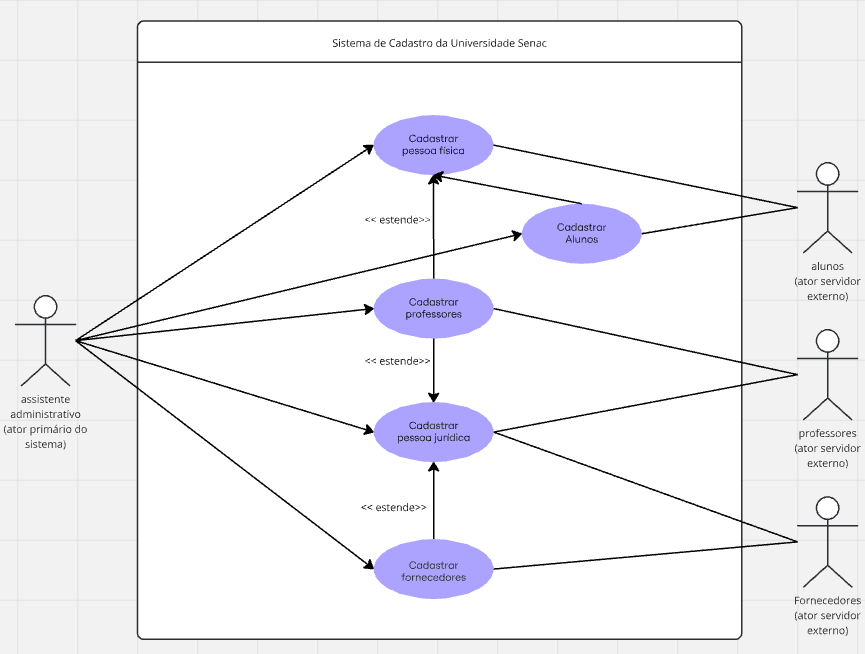 Sistema de Cadastro da Universidade Senac
Cadastrar
pessoa física
<< estende>>
Cadastrar
Alunos
alunos
(ator servidor
externo)
Cadastrar
professores
<< estende>>
assistente
administrativo
(ator primário do
sistema)
Cadastrar
pessoa jurídica
professores
(ator servidor
externo)
<< estende>>
Cadastrar
fornecedores
Fornecedores
(ator servidor
externo)